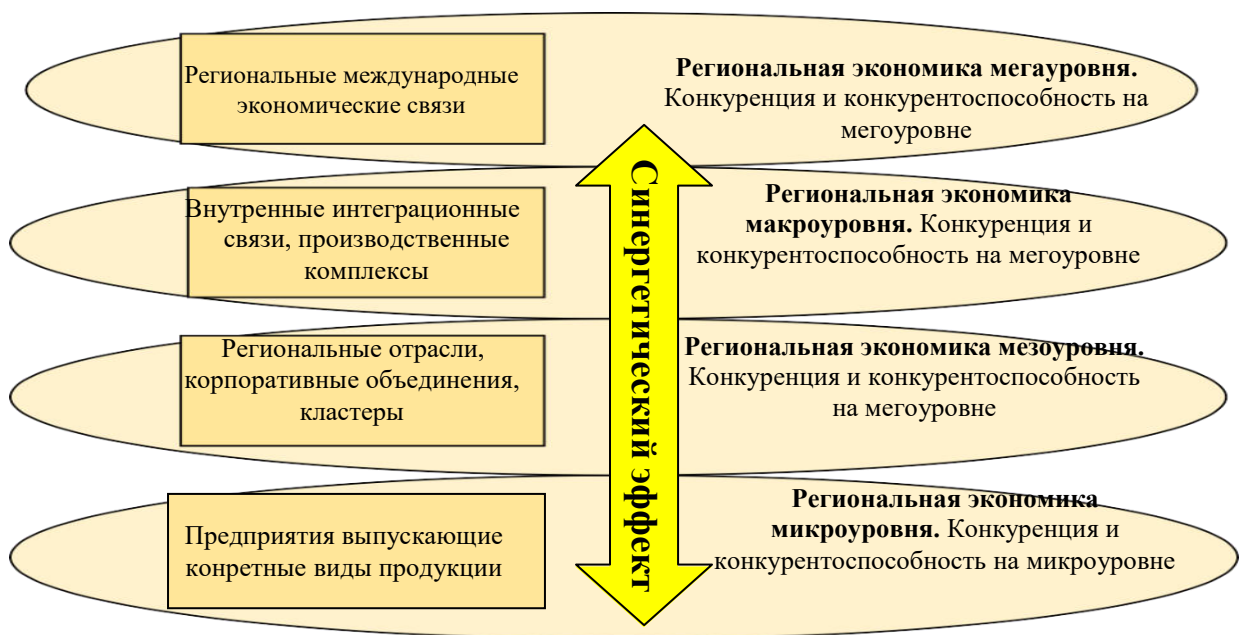 Региональные международные
экономические связи
Региональная экономика мегауровня.
Конкуренция и конкурентоспособность на
мегоуровне
Внутренные интеграционные
связи, производственные
комплексы
Региональная экономика
макроуровня. Конкуренция и
конкурентоспособность на мегоуровне
Региональные отрасли,
корпоративные объединения,
кластеры
Региональная экономика мезоуровня.
Конкуренция и конкурентоспособность
на мегоуровне
Предприятия выпускающие
конретные виды продукции
Региональная экономика
микроуровня. Конкуренция и
конкурентоспособность на микроуровне
Синергетический эффект